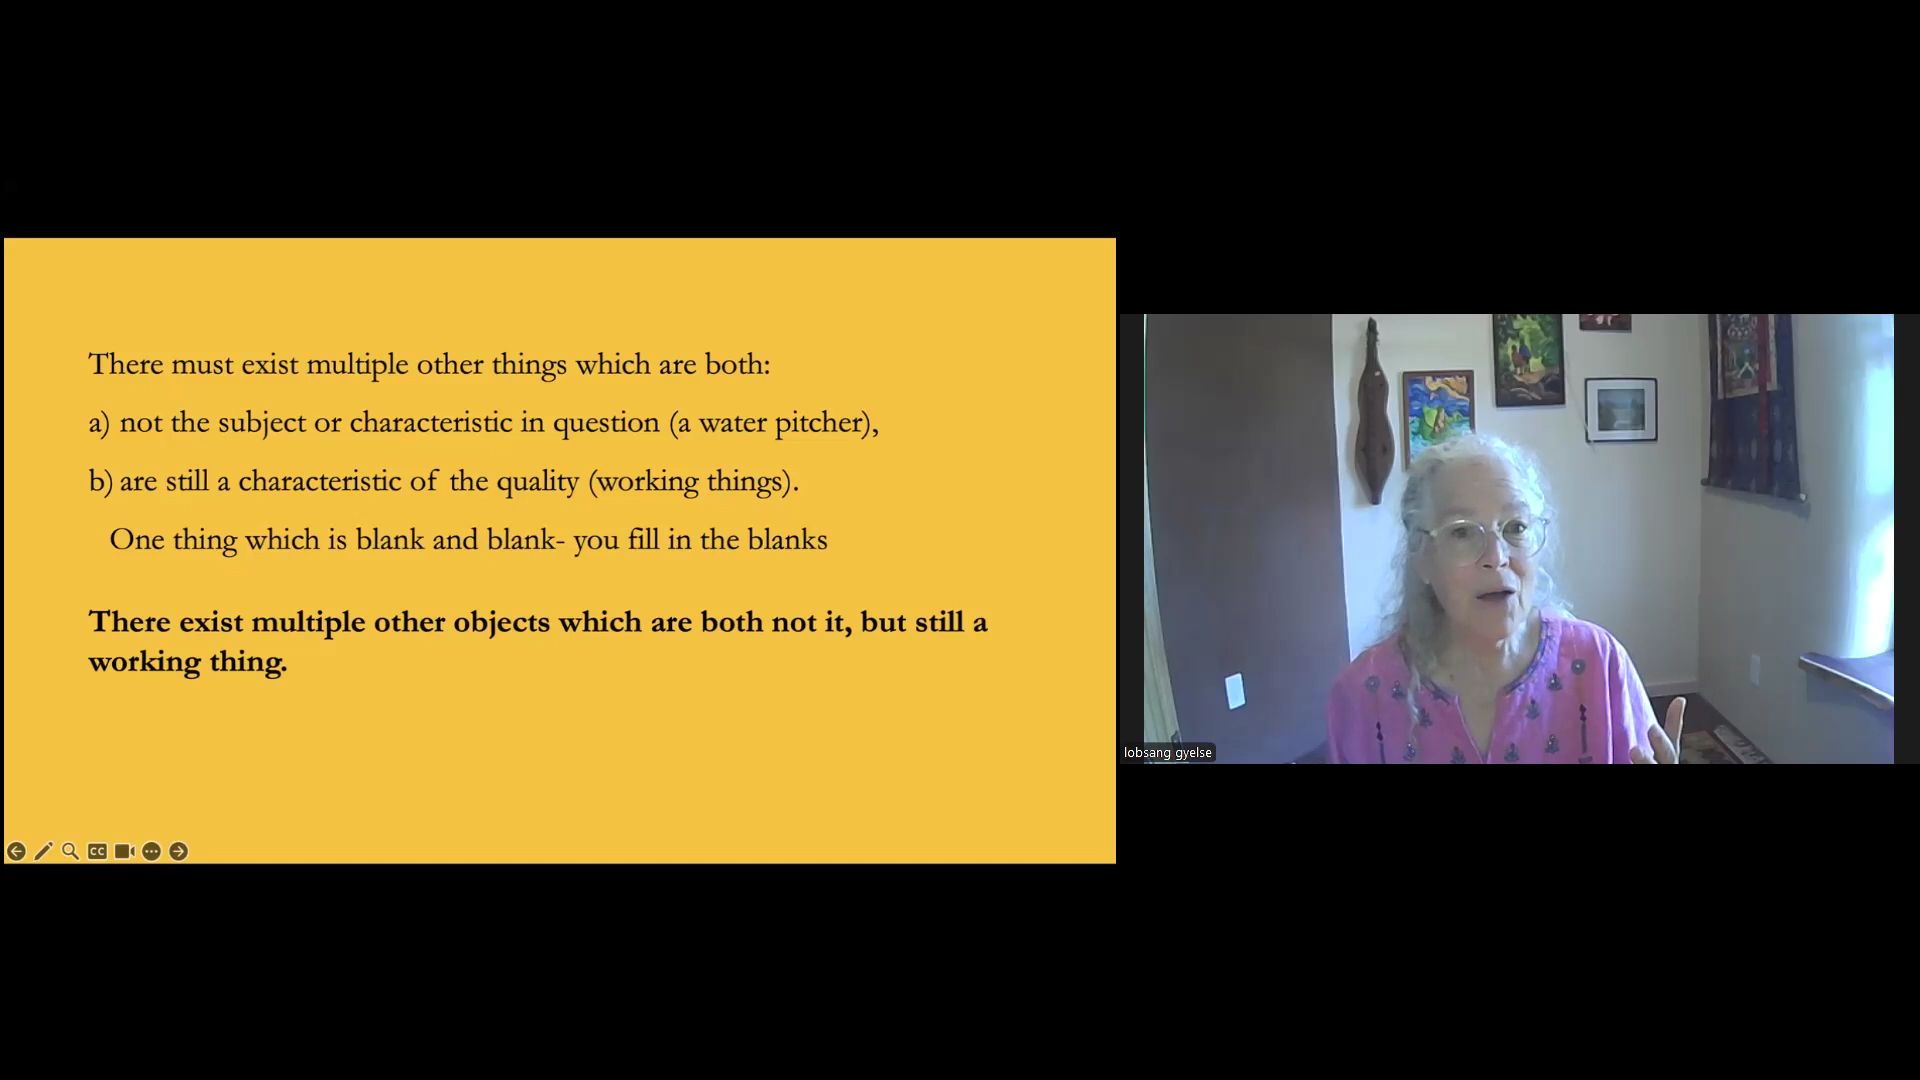 There must exist multiple other things which are both:
a) not the subject or characteristic in question (a water pitcher),
b) are still a characteristic of the quality (working things).
One thing which is blank and blank- you fill in the blanks
There exist multiple other objects which are both not it, but still a
working thing.
CC
lobsang gyelse